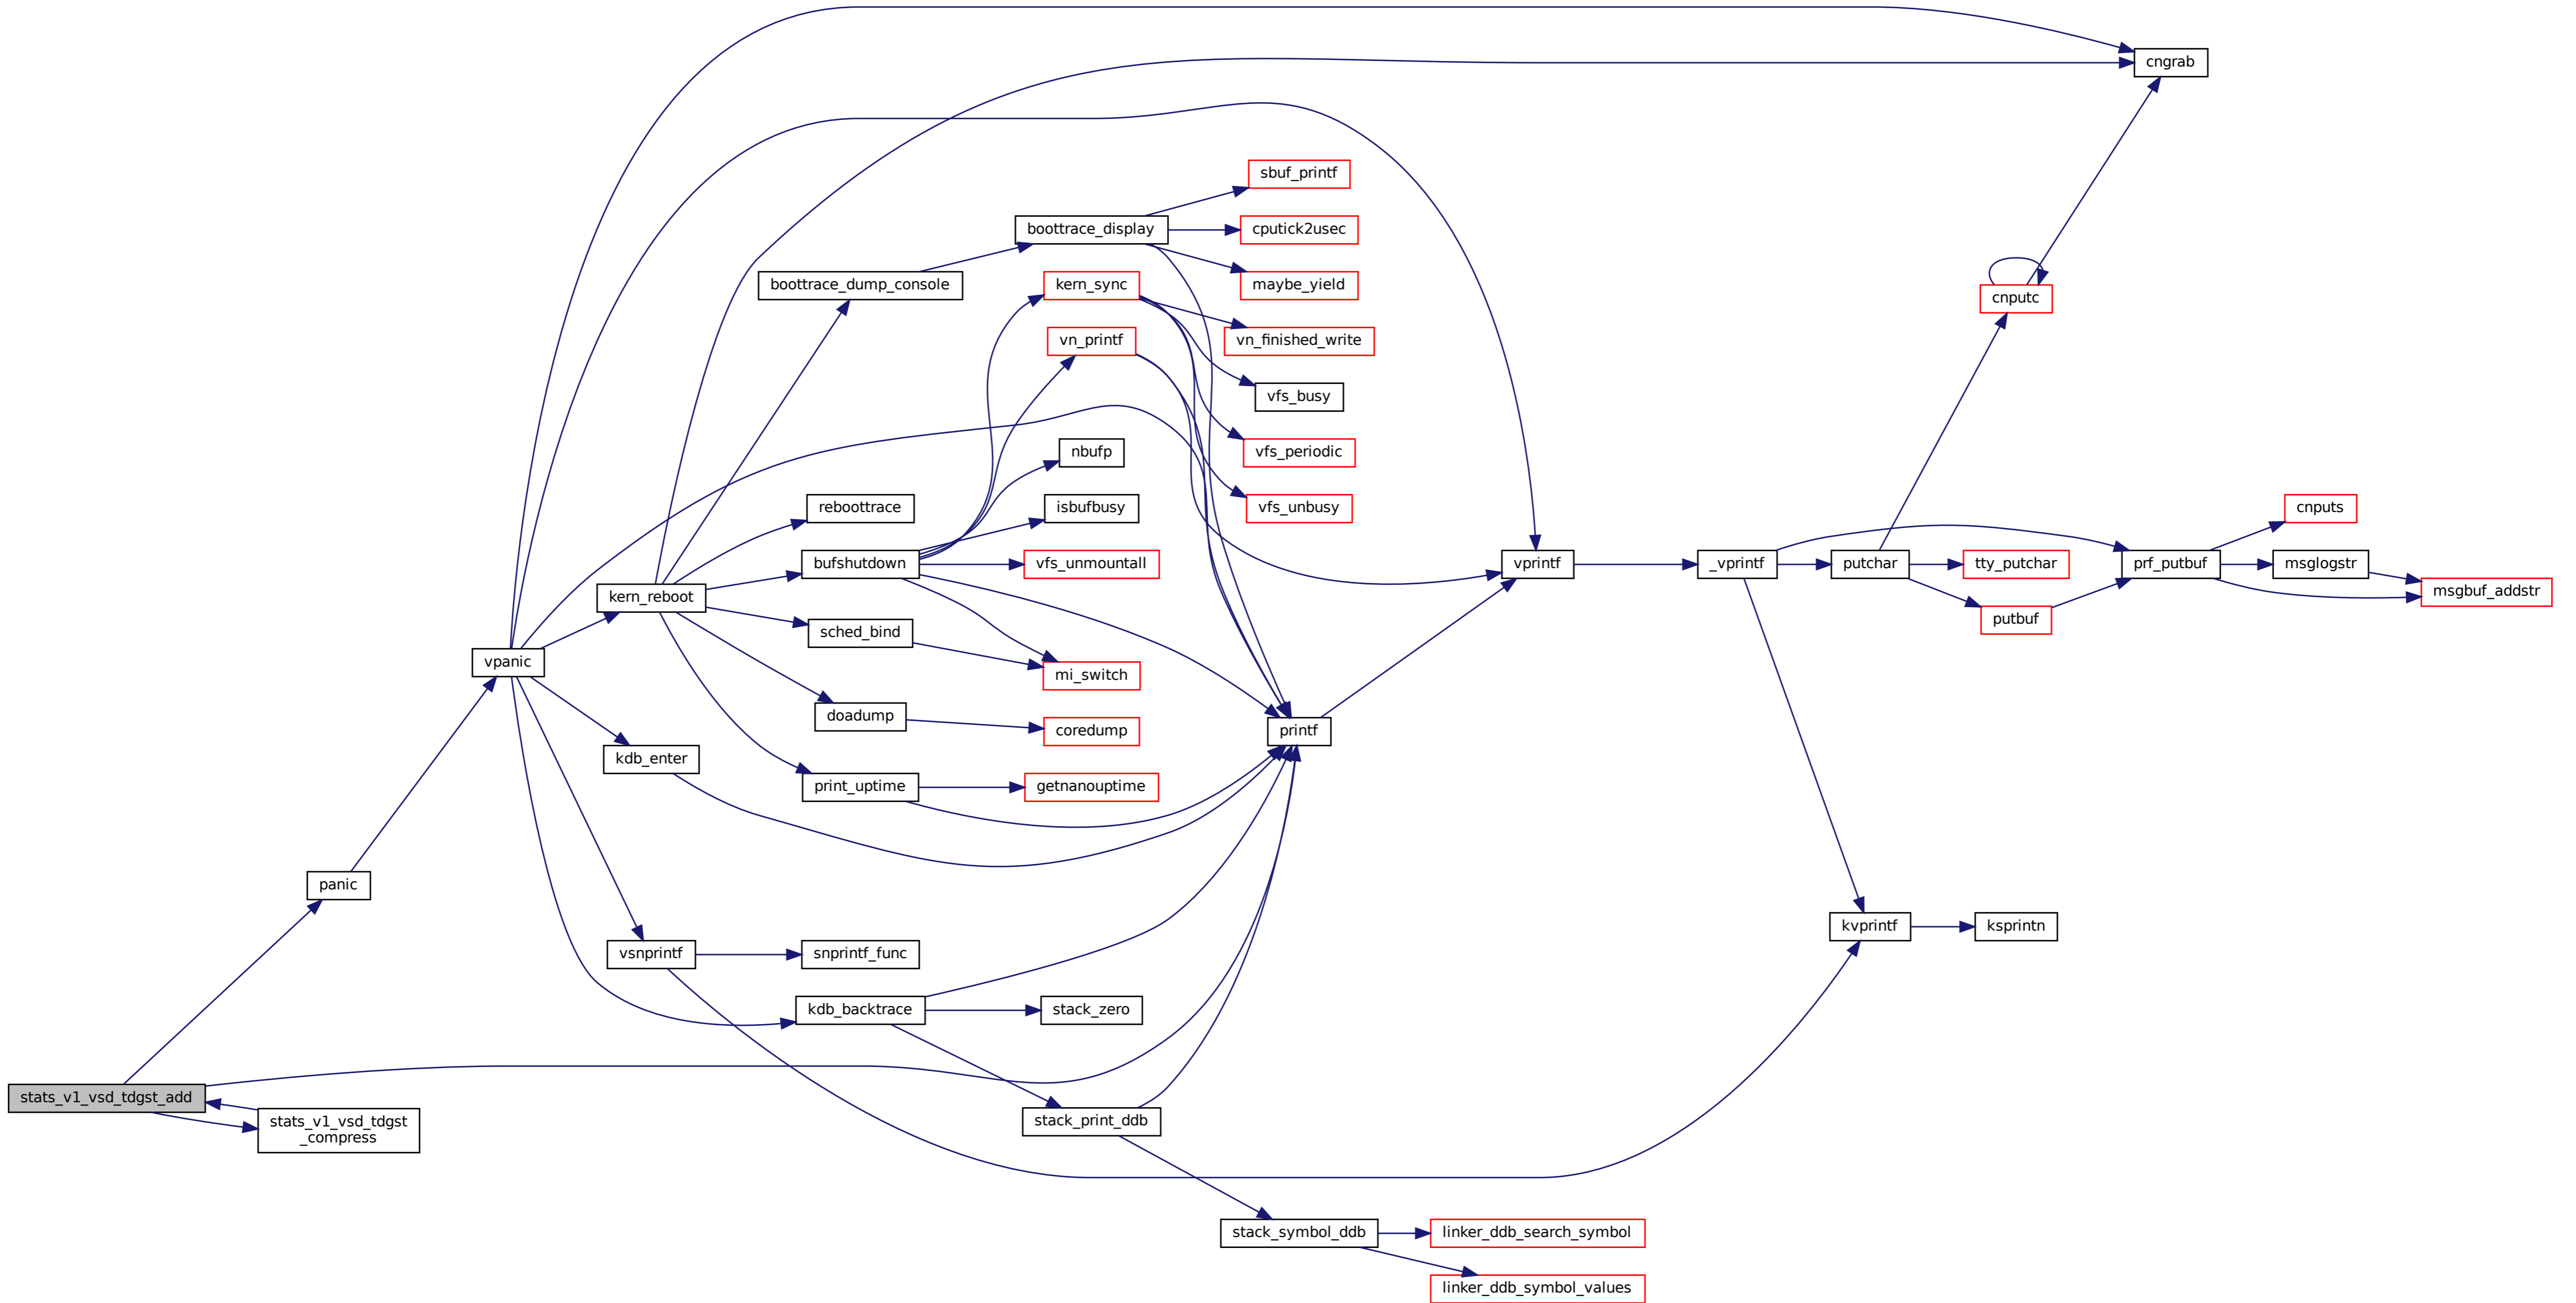 cngrab
sbuf_printf
boottrace_display
cputick2usec
boottrace_dump_console
kern_sync
maybe_yield
cnputc
vn_printf
vn_finished_write
vfs_busy
nbufp
vfs_periodic
reboottrace
isbufbusy
vfs_unbusy
cnputs
bufshutdown
vfs_unmountall
vprintf
_vprintf
putchar
tty_putchar
prf_putbuf
msglogstr
msgbuf_addstr
kern_reboot
putbuf
sched_bind
vpanic
mi_switch
doadump
coredump
printf
kdb_enter
print_uptime
getnanouptime
panic
kvprintf
ksprintn
vsnprintf
snprintf_func
kdb_backtrace
stack_zero
stats_v1_vsd_tdgst_add
stats_v1_vsd_tdgst
_compress
stack_print_ddb
stack_symbol_ddb
linker_ddb_search_symbol
linker_ddb_symbol_values